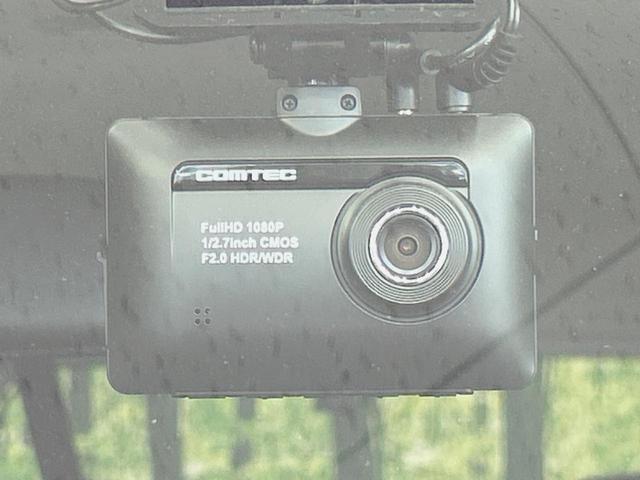 COMTEC
FullHD 1080P
1/2.7inch CMOS
F2.0 HDR/WDR